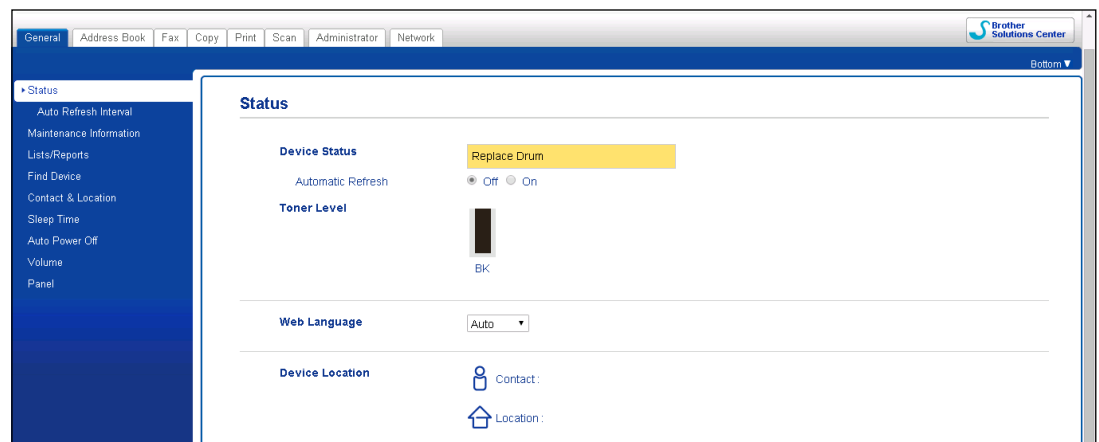 General Address Book Fax Copy Print Scan Administrator Network
Brother
Solutions Center
Bottom▼
Status
Auto Refresh Interval
Maintenance Information
Lists/Reports
Find Device
Contact & Location
Sleep Time
Auto Power Off
Volume
Panel
Status
Device Status Replace Drum
Automatic Refresh Off On
Toner Level
BK
Web Language Auto
Device Location Contact :
Location :